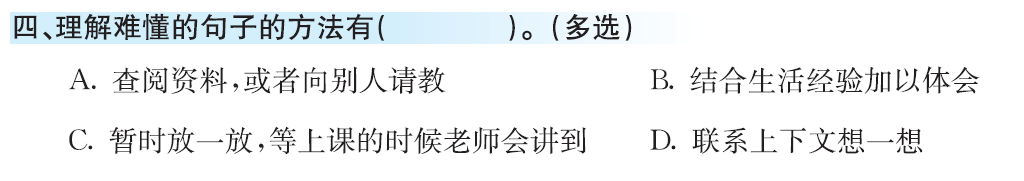 四、理解难懂的句子的方法有(        )。(多选)
A. 查阅资料,或者向别人请教 B. 结合生活经验加以体会
C. 暂时放一放,等上课的时候老师会讲到 D. 联系上下文想一想